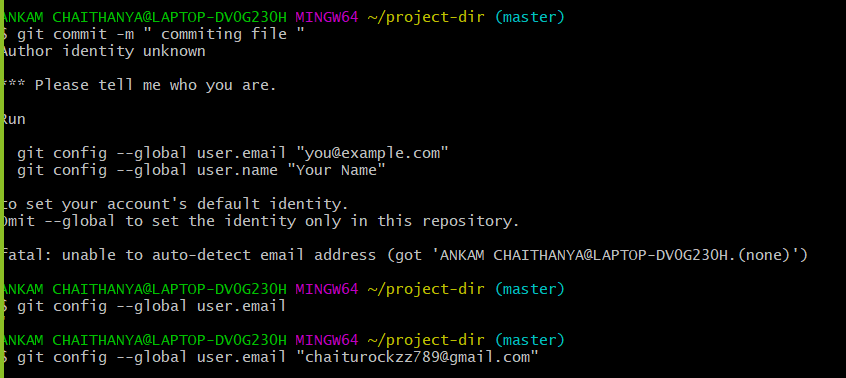 ANKAM CHAITHANYA@LAPTOP-DV0G230H MINGW64 ~/project-dir (master)
$ git commit -m " commiting file "
Author identity unknown
*** Please tell me who you are.
Run
git config --global user.email "you@example.com"
git config --global user.name "Your Name"
to set your account's default identity.
Omit --global to set the identity only in this repository.
fatal: unable to auto-detect email address (got 'ANKAM CHAITHANYA@LAPTOP-DV0G230H.(none)')
ANKAM CHAITHANYA@LAPTOP-DV0G230H MINGW64 ~/project-dir (master)
$ git config --global user.email
ANKAM CHAITHANYA@LAPTOP-DV0G230H MINGW64 ~/project-dir (master)
$ git config --global user.email "chaiturockzz789@gmail.com"